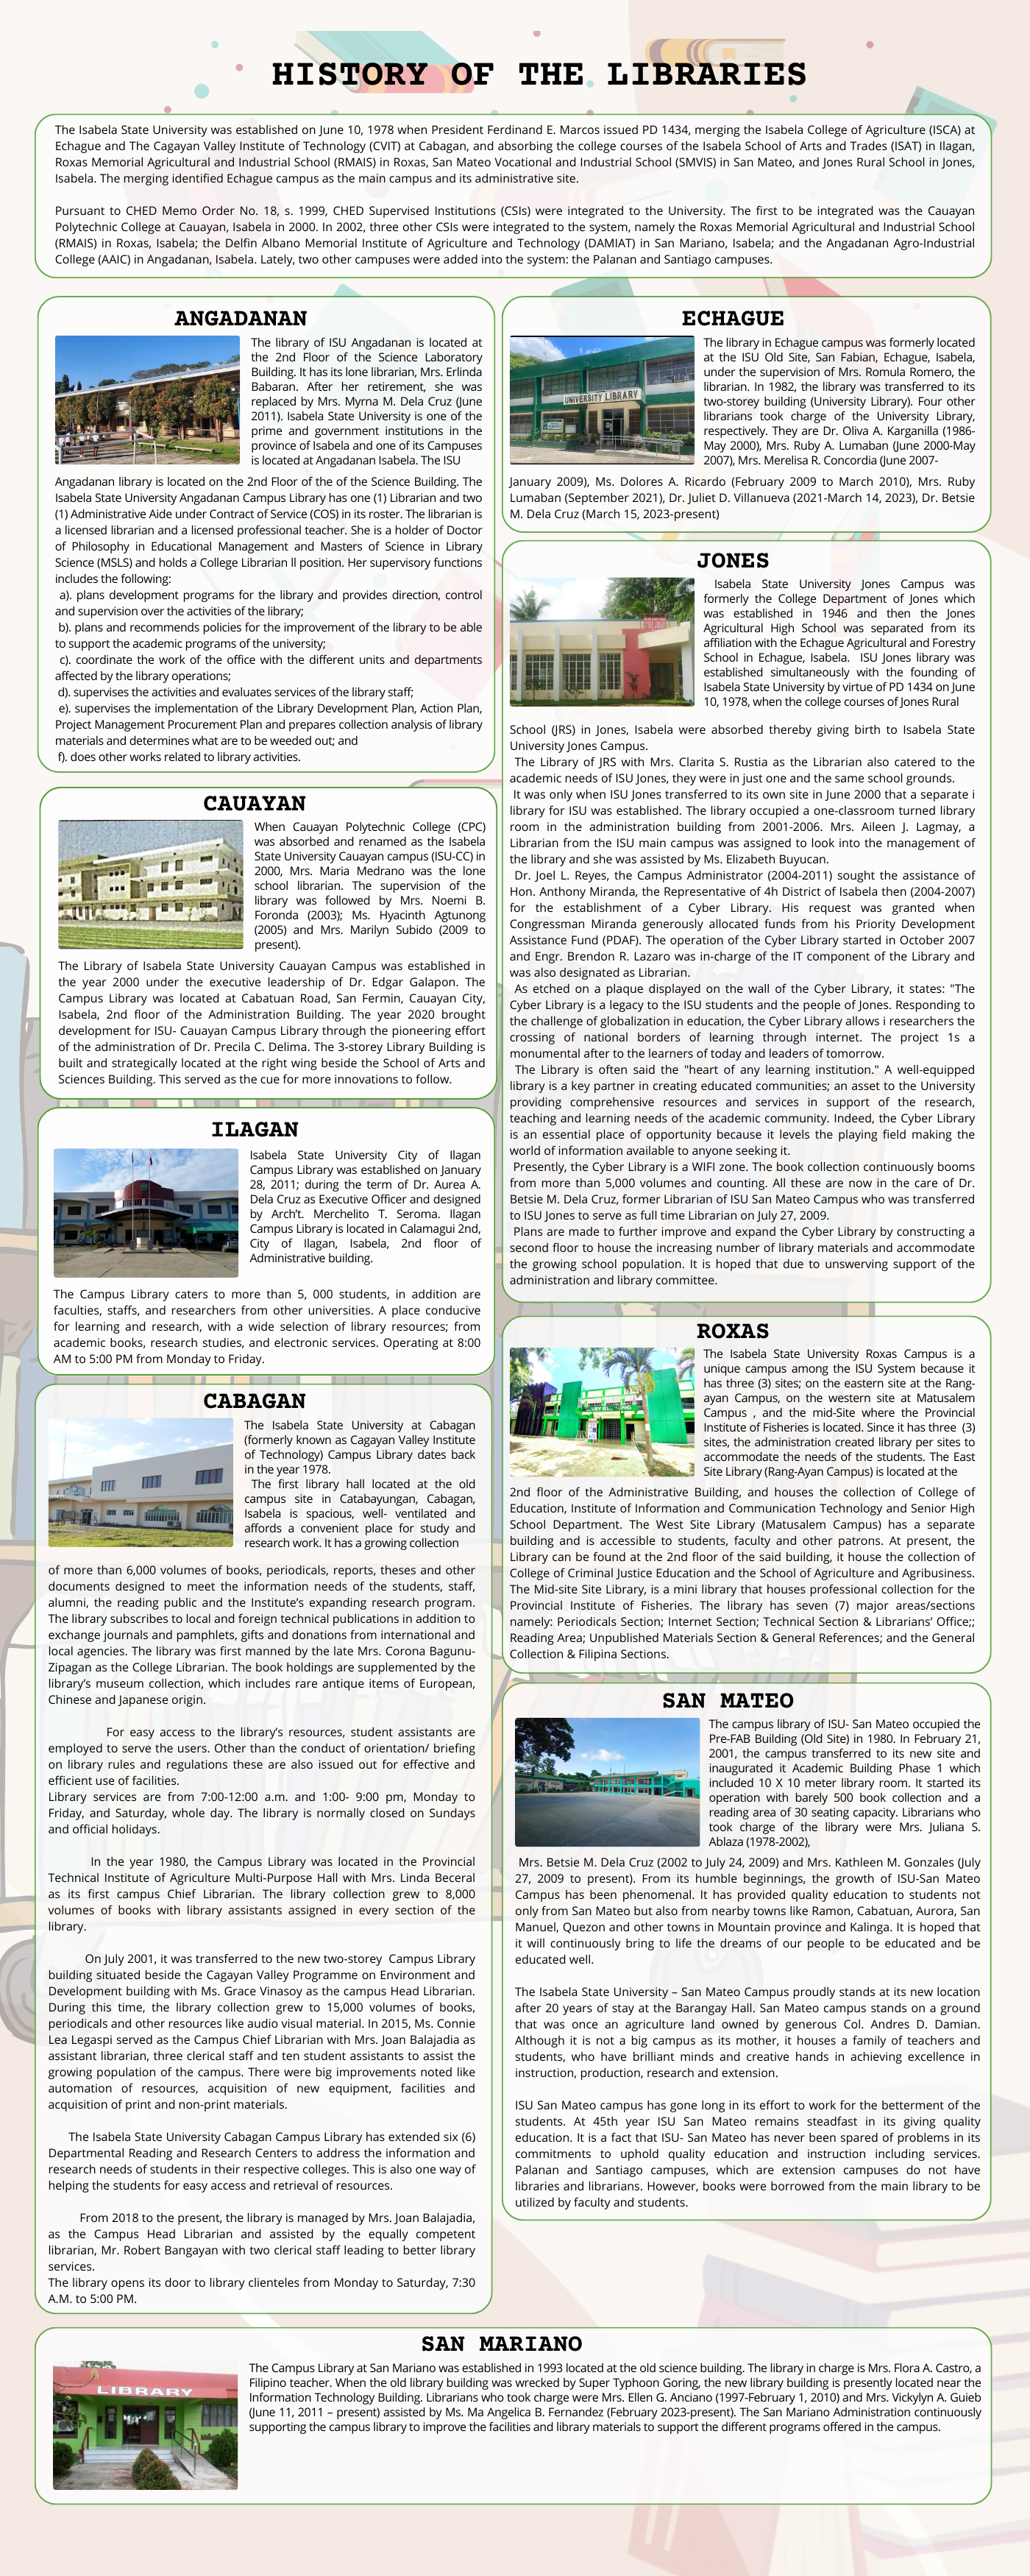 HISTORY OF THE LIBRARIES
The Isabela State University was established on June 10, 1978 when President Ferdinand E. Marcos issued PD 1434, merging the Isabela College of Agriculture (ISCA) at
Echague and The Cagayan Valley Institute of Technology (CVIT) at Cabagan, and absorbing the college courses of the Isabela School of Arts and Trades (ISAT) in Ilagan,
Roxas Memorial Agricultural and Industrial School (RMAIS) in Roxas, San Mateo Vocational and Industrial School (SMVIS) in San Mateo, and Jones Rural School in Jones,
Isabela. The merging identified Echague campus as the main campus and its administrative site.
Pursuant to CHED Memo Order No. 18, s. 1999, CHED Supervised Institutions (CSIs) were integrated to the University. The first to be integrated was the Cauayan
Polytechnic College at Cauayan, Isabela in 2000. In 2002, three other CSIs were integrated to the system, namely the Roxas Memorial Agricultural and Industrial School
(RMAIS) in Roxas, Isabela; the Delfin Albano Memorial Institute of Agriculture and Technology (DAMIAT) in San Mariano, Isabela; and the Angadanan Agro-Industrial
College (AAIC) in Angadanan, Isabela. Lately, two other campuses were added into the system: the Palanan and Santiago campuses.
ANGADANAN
The library of ISU Angadanan is located at
the 2nd Floor of the Science Laboratory
Building. It has its lone librarian, Mrs. Erlinda
Babaran. After her retirement, she was
replaced by Mrs. Myrna M. Dela Cruz (June
2011). Isabela State University is one of the
prime and government institutions in the
province of Isabela and one of its Campuses
is located at Angadanan Isabela. The ISU
Angadanan library is located on the 2nd Floor of the of the Science Building. The
Isabela State University Angadanan Campus Library has one (1) Librarian and two
(1) Administrative Aide under Contract of Service (COS) in its roster. The librarian is
a licensed librarian and a licensed professional teacher. She is a holder of Doctor
of Philosophy in Educational Management and Masters of Science in Library
Science (MSLS) and holds a College Librarian ll position. Her supervisory functions
includes the following:
a). plans development programs for the library and provides direction, control
and supervision over the activities of the library;
b). plans and recommends policies for the improvement of the library to be able
to support the academic programs of the university;
c). coordinate the work of the office with the different units and departments
affected by the library operations;
d). supervises the activities and evaluates services of the library staff;
e). supervises the implementation of the Library Development Plan, Action Plan,
Project Management Procurement Plan and prepares collection analysis of library
materials and determines what are to be weeded out; and
f). does other works related to library activities.
CAUAYAN
When Cauayan Polytechnic College (CPC)
was absorbed and renamed as the Isabela
State University Cauayan campus (ISU-CC) in
2000, Mrs. Maria Medrano was the lone
school librarian. The supervision of the
library was followed by Mrs. Noemi B.
Foronda (2003); Ms. Hyacinth Agtunong
(2005) and Mrs. Marilyn Subido (2009 to
present).
The Library of Isabela State University Cauayan Campus was established in
the year 2000 under the executive leadership of Dr. Edgar Galapon. The
Campus Library was located at Cabatuan Road, San Fermin, Cauayan City,
Isabela, 2nd floor of the Administration Building. The year 2020 brought
development for ISU- Cauayan Campus Library through the pioneering effort
of the administration of Dr. Precila C. Delima. The 3-storey Library Building is
built and strategically located at the right wing beside the School of Arts and
Sciences Building. This served as the cue for more innovations to follow.
ILAGAN
Isabela State University City of Ilagan
Campus Library was established on January
28, 2011; during the term of Dr. Aurea A.
Dela Cruz as Executive Officer and designed
by Arch't. Merchelito T. Seroma. Ilagan
Campus Library is located in Calamagui 2nd,
City of Ilagan, Isabela, 2nd floor of
Administrative building.
The Campus Library caters to more than 5, 000 students, in addition are
faculties, staffs, and researchers from other universities. A place conducive
for learning and research, with a wide selection of library resources; from
academic books, research studies, and electronic services. Operating at 8:00
AM to 5:00 PM from Monday to Friday.
CABAGAN
The Isabela State University at Cabagan
(formerly known as Cagayan Valley Institute
of Technology) Campus Library dates back
in the year 1978.
The first library hall located at the old
campus site in Catabayungan, Cabagan,
Isabela is spacious, well- ventilated and
affords a convenient place for study and
research work. It has a growing collection
of more than 6,000 volumes of books, periodicals, reports, theses and other
documents designed to meet the information needs of the students, staff,
alumni, the reading public and the Institute's expanding research program.
The library subscribes to local and foreign technical publications in addition to
exchange journals and pamphlets, gifts and donations from international and
local agencies. The library was first manned by the late Mrs. Corona Bagunu-
Zipagan as the College Librarian. The book holdings are supplemented by the
library's museum collection, which includes rare antique items of European,
Chinese and Japanese origin.
For easy access to the library's resources, student assistants are
employed to serve the users. Other than the conduct of orientation/ briefing
on library rules and regulations these are also issued out for effective and
efficient use of facilities.
Library services are from 7:00-12:00 a.m. and 1:00- 9:00 pm, Monday to
Friday, and Saturday, whole day. The library is normally closed on Sundays
and official holidays.
In the year 1980, the Campus Library was located in the Provincial
Technical Institute of Agriculture Multi-Purpose Hall with Mrs. Linda Beceral
as its first campus Chief Librarian. The library collection grew to 8,000
volumes of books with library assistants assigned in every section of the
library.
On July 2001, it was transferred to the new two-storey Campus Library
building situated beside the Cagayan Valley Programme on Environment and
Development building with Ms. Grace Vinasoy as the campus Head Librarian.
During this time, the library collection grew to 15,000 volumes of books,
periodicals and other resources like audio visual material. In 2015, Ms. Connie
Lea Legaspi served as the Campus Chief Librarian with Mrs. Joan Balajadia as
assistant librarian, three clerical staff and ten student assistants to assist the
growing population of the campus. There were big improvements noted like
automation of resources, acquisition of new equipment, facilities and
acquisition of print and non-print materials.
The Isabela State University Cabagan Campus Library has extended six (6)
Departmental Reading and Research Centers to address the information and
research needs of students in their respective colleges. This is also one way of
helping the students for easy access and retrieval of resources.
From 2018 to the present, the library is managed by Mrs. Joan Balajadia,
as the Campus Head Librarian and assisted by the equally competent
librarian, Mr. Robert Bangayan with two clerical staff leading to better library
services.
The library opens its door to library clienteles from Monday to Saturday, 7:30
A.M. to 5:00 PM.
ECHAGUE
UNIVERSITY LIBRARY
The library in Echague campus was formerly located
at the ISU Old Site, San Fabian, Echague, Isabela,
under the supervision of Mrs. Romula Romero, the
librarian. In 1982, the library was transferred to its
two-storey building (University Library). Four other
librarians took charge of the University Library,
respectively. They are Dr. Oliva A. Karganilla (1986-
May 2000), Mrs. Ruby A. Lumaban (June 2000-May
2007), Mrs. Merelisa R. Concordia (June 2007-
January 2009), Ms. Dolores A. Ricardo (February 2009 to March 2010), Mrs. Ruby
Lumaban (September 2021), Dr. Juliet D. Villanueva (2021-March 14, 2023), Dr. Betsie
M. Dela Cruz (March 15, 2023-present)
JONES
Isabela State University Jones Campus was
formerly the College Department of Jones which
was established in 1946 and then the Jones
Agricultural High School was separated from its
affiliation with the Echague Agricultural and Forestry
School in Echague, Isabela. ISU Jones library was
established simultaneously with the founding of
Isabela State University by virtue of PD 1434 on June
10, 1978, when the college courses of Jones Rural
School (JRS) in Jones, Isabela were absorbed thereby giving birth to Isabela State
University Jones Campus.
The Library of JRS with Mrs. Clarita S. Rustia as the Librarian also catered to the
academic needs of ISU Jones, they were in just one and the same school grounds.
It was only when ISU Jones transferred to its own site in June 2000 that a separate i
library for ISU was established. The library occupied a one-classroom turned library
room in the administration building from 2001-2006. Mrs. Aileen J. Lagmay, a
Librarian from the ISU main campus was assigned to look into the management of
the library and she was assisted by Ms. Elizabeth Buyucan.
Dr. Joel L. Reyes, the Campus Administrator (2004-2011) sought the assistance of
Hon. Anthony Miranda, the Representative of 4h District of Isabela then (2004-2007)
for the establishment of a Cyber Library. His request was granted when
Congressman Miranda generously allocated funds from his Priority Development
Assistance Fund (PDAF). The operation of the Cyber Library started in October 2007
and Engr. Brendon R. Lazaro was in-charge of the IT component of the Library and
was also designated as Librarian.
As etched on a plaque displayed on the wall of the Cyber Library, it states: "The
Cyber Library is a legacy to the ISU students and the people of Jones. Responding to
the challenge of globalization in education, the Cyber Library allows i researchers the
crossing of national borders of learning through internet. The project 1s a
monumental after to the learners of today and leaders of tomorrow.
The Library is often said the "heart of any learning institution." A well-equipped
library is a key partner in creating educated communities; an asset to the University
providing comprehensive resources and services in support of the research,
teaching and learning needs of the academic community. Indeed, the Cyber Library
is an essential place of opportunity because it levels the playing field making the
world of information available to anyone seeking it.
Presently, the Cyber Library is a WIFI zone. The book collection continuously booms
from more than 5,000 volumes and counting. All these are now in the care of Dr.
Betsie M. Dela Cruz, former Librarian of ISU San Mateo Campus who was transferred
to ISU Jones to serve as full time Librarian on July 27, 2009.
Plans are made to further improve and expand the Cyber Library by constructing a
second floor to house the increasing number of library materials and accommodate
the growing school population. It is hoped that due to unswerving support of the
administration and library committee.
ROXAS
The Isabela State University Roxas Campus is a
unique campus among the ISU System because it
has three (3) sites; on the eastern site at the Rang-
ayan Campus, on the western site at Matusalem
Campus , and the mid-Site where the Provincial
Institute of Fisheries is located. Since it has three (3)
sites, the administration created library per sites to
accommodate the needs of the students. The East
Site Library (Rang-Ayan Campus) is located at the
2nd floor of the Administrative Building, and houses the collection of College of
Education, Institute of Information and Communication Technology and Senior High
School Department. The West Site Library (Matusalem Campus) has a separate
building and is accessible to students, faculty and other patrons. At present, the
Library can be found at the 2nd floor of the said building, it house the collection of
College of Criminal Justice Education and the School of Agriculture and Agribusiness.
The Mid-site Site Library, is a mini library that houses professional collection for the
Provincial Institute of Fisheries. The library has seven (7) major areas/sections
namely: Periodicals Section; Internet Section; Technical Section & Librarians' Office;;
Reading Area; Unpublished Materials Section & General References; and the General
Collection & Filipina Sections.
SAN MATEO
The campus library of ISU- San Mateo occupied the
Pre-FAB Building (Old Site) in 1980. In February 21,
2001, the campus transferred to its new site and
inaugurated it Academic Building Phase 1 which
included 10 X 10 meter library room. It started its
operation with barely 500 book collection and a
reading area of 30 seating capacity. Librarians who
took charge of the library were Mrs. Juliana S.
Ablaza (1978-2002),
Mrs. Betsie M. Dela Cruz (2002 to July 24, 2009) and Mrs. Kathleen M. Gonzales (July
27, 2009 to present). From its humble beginnings, the growth of ISU-San Mateo
Campus has been phenomenal. It has provided quality education to students not
only from San Mateo but also from nearby towns like Ramon, Cabatuan, Aurora, San
Manuel, Quezon and other towns in Mountain province and Kalinga. It is hoped that
it will continuously bring to life the dreams of our people to be educated and be
educated well.
The Isabela State University – San Mateo Campus proudly stands at its new location
after 20 years of stay at the Barangay Hall. San Mateo campus stands on a ground
that was once an agriculture land owned by generous Col. Andres D. Damian.
Although it is not a big campus as its mother, it houses a family of teachers and
students, who have brilliant minds and creative hands in achieving excellence in
instruction, production, research and extension.
ISU San Mateo campus has gone long in its effort to work for the betterment of the
students. At 45th year ISU San Mateo remains steadfast in its giving quality
education. It is a fact that ISU- San Mateo has never been spared of problems in its
commitments to uphold quality education and instruction including services.
Palanan and Santiago campuses, which are extension campuses do not have
libraries and librarians. However, books were borrowed from the main library to be
utilized by faculty and students.
SAN MARIANO
LIBRARY
The Campus Library at San Mariano was established in 1993 located at the old science building. The library in charge is Mrs. Flora A. Castro, a
Filipino teacher. When the old library building was wrecked by Super Typhoon Goring, the new library building is presently located near the
Information Technology Building. Librarians who took charge were Mrs. Ellen G. Anciano (1997-February 1, 2010) and Mrs. Vickylyn A. Guieb
(June 11, 2011 – present) assisted by Ms. Ma Angelica B. Fernandez (February 2023-present). The San Mariano Administration continuously
supporting the campus library to improve the facilities and library materials to support the different programs offered in the campus.